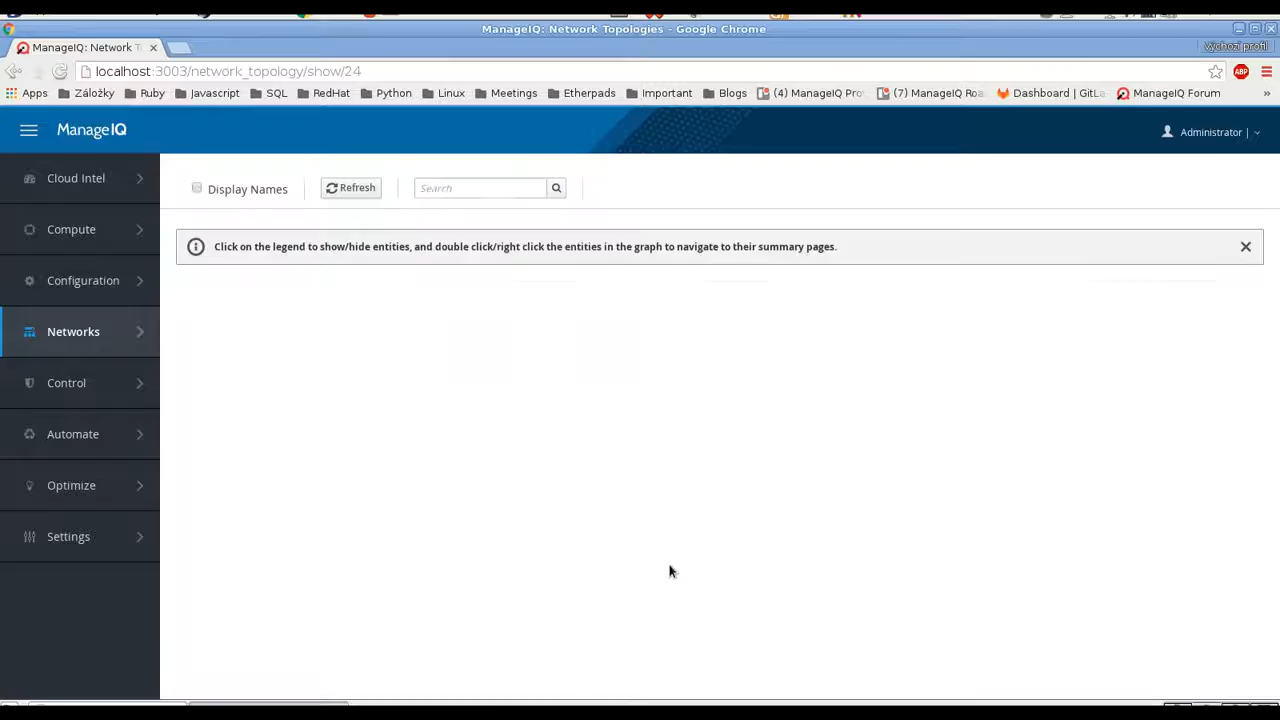 ManageIQ: Network Topologies - Google Chrome
ManageIQ: Network T
Výchozí profil
localhost:3003/network_topology/show/24
Apps Záložky Ruby Javascript SQL RedHat Python Linux Meetings Etherpads Important Blogs (4) ManageIQ Pro (7) ManageIQ Roa Dashboard | GitLa ManageIQ Forum »
ManageIQ
Administrator |
Cloud Intel
Compute
Configuration
Networks
Control
Automate
Optimize
Settings
Display Names Refresh Search
Click on the legend to show/hide entities, and double click/right click the entities in the graph to navigate to their summary pages.